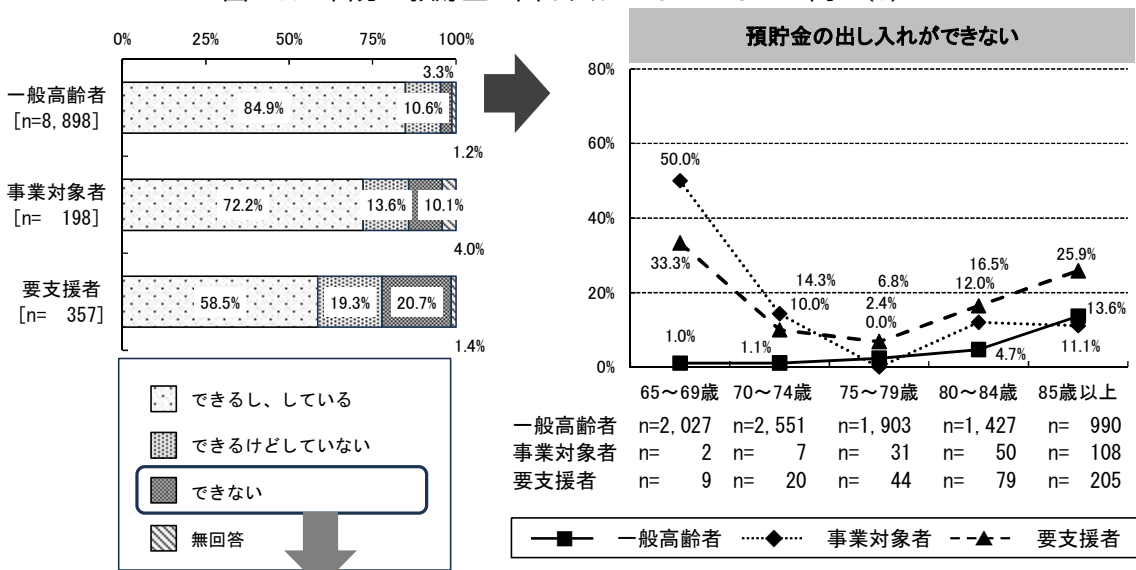 0% 25% 50% 75% 100%
3.3%
一般高齢者
[n=8,898]
84.9% 10.6%
1.2%
事業対象者
[n= 198]
72.2% 13.6% 10.1%
4.0%
要支援者
[n= 357]
58.5% 19.3% 20.7%
1.4%
できるし、している
できるけどしていない
できない
無回答
預貯金の出し入れができない
80%
60%
40%
20%
0%
50.0%
33.3%
1.0%
14.3%
10.0%
1.1%
6.8%
2.4%
0.0%
16.5%
12.0%
4.7%
25.9%
13.6%
11.1%
65～69歳 70～74歳 75～79歳 80～84歳 85歳以上
一般高齢者 n=2,027 n=2,551 n=1,903 n=1,427 n= 990
事業対象者 n= 2 n= 7 n= 31 n= 50 n= 108
要支援者 n= 9 n= 20 n= 44 n= 79 n= 205
一般高齢者 事業対象者 要支援者